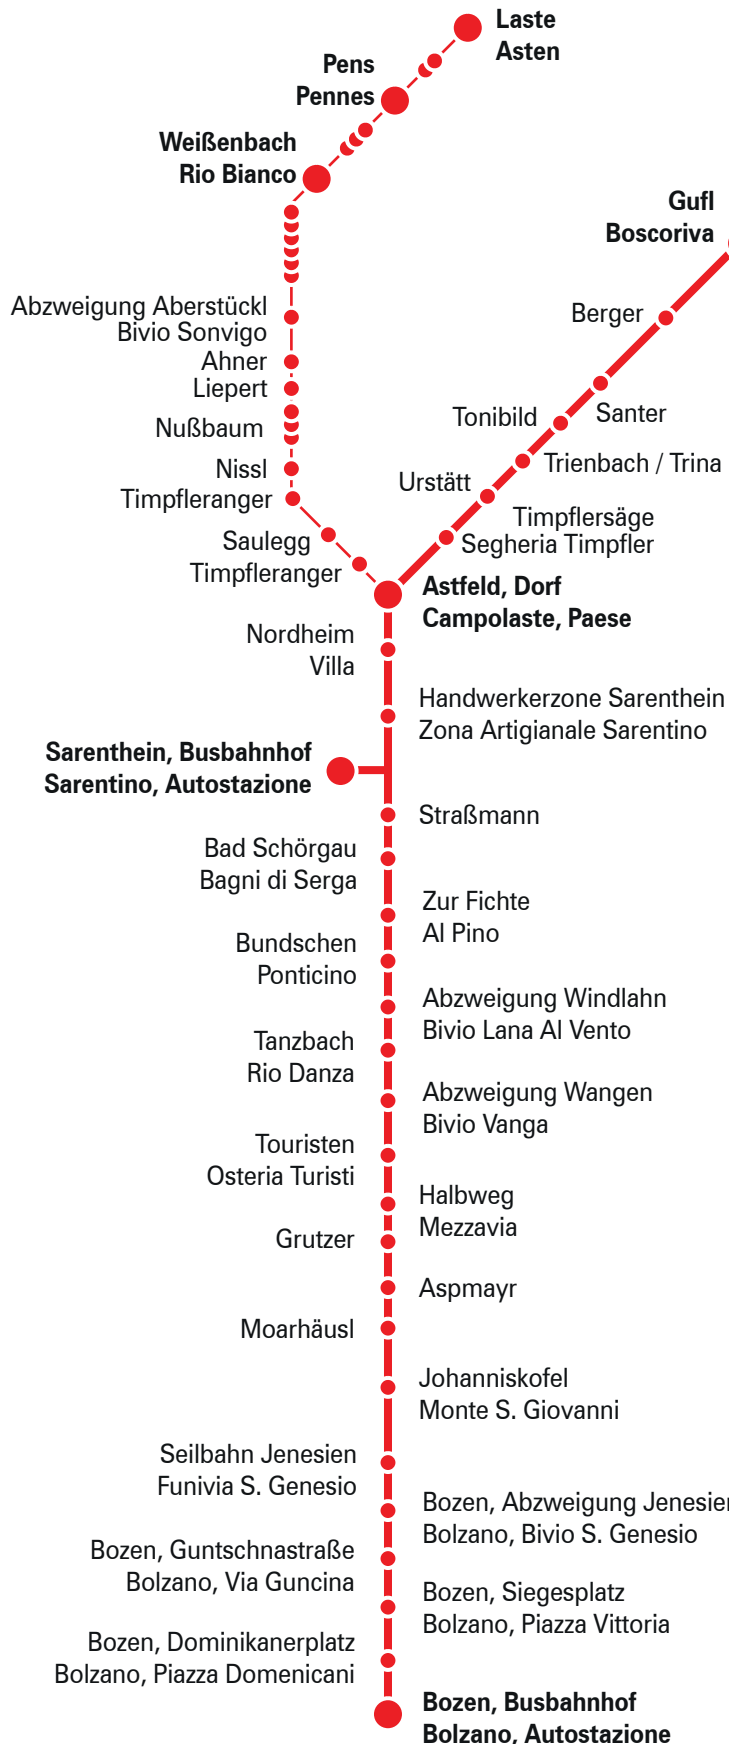 Laste
Asten
Pens
Pennes
Weißenbach
Rio Bianco
Gufl
Boscoriva
Abzweigung Aberstückl
Bivio Sonvigo
Berger
Ahner
Liepert
Santer
Tonibild
Nußbaum
Trienbach / Trina
Nissl
Urstätt
Timpfleranger
Timpflersäge
Segheria Timpfler
Saulegg
Timpfleranger
Astfeld, Dorf
Campolaste, Paese
Nordheim
Villa
Handwerkerzone Sarenthein
Zona Artigianale Sarentino
Sarenthein, Busbahnhof
Sarentino, Autostazione
Straßmann
Bad Schörgau
Bagni di Serga
Zur Fichte
Al Pino
Bundschen
Ponticino
Abzweigung Windlahn
Bivio Lana Al Vento
Tanzbach
Rio Danza
Abzweigung Wangen
Bivio Vanga
Touristen
Osteria Turisti
Halbweg
Mezzavia
Grutzer
Aspmayr
Moarhäusl
Johanniskofel
Monte S. Giovanni
Seilbahn Jenesien
Funivia S. Genesio
Bozen, Abzweigung Jenesien
Bolzano, Bivio S. Genesio
Bozen, Guntschnastraße
Bolzano, Via Guncina
Bozen, Siegesplatz
Bolzano, Piazza Vittoria
Bozen, Dominikanerplatz
Bolzano, Piazza Domenicani
Bozen, Busbahnhof
Bolzano, Autostazione